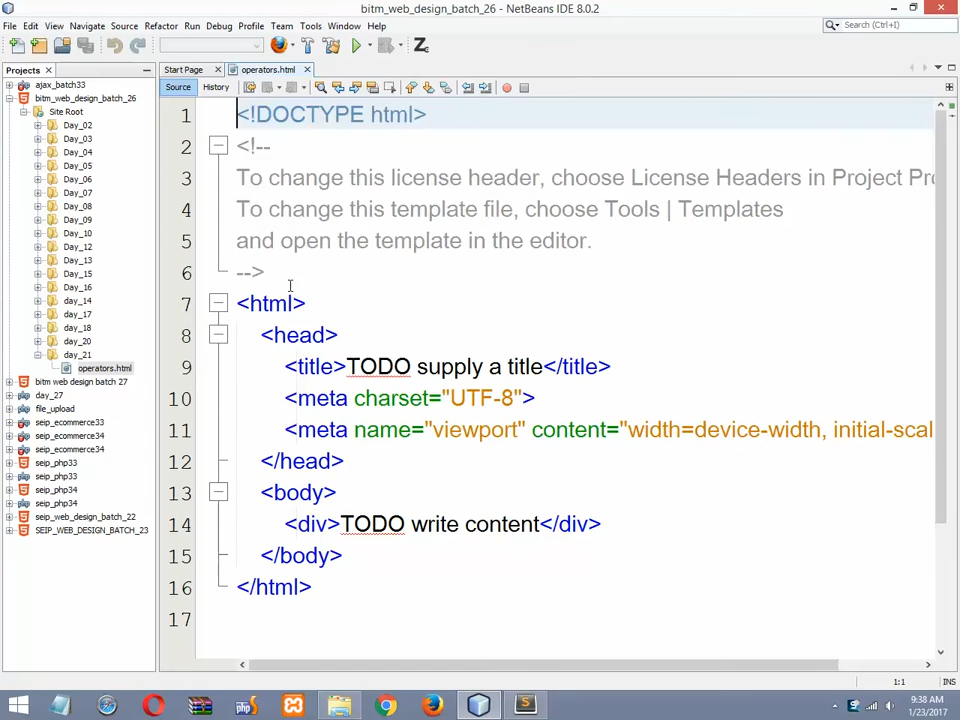 bitm_web_design_batch_26 - NetBeans IDE 8.0.2
File Edit View Navigate Source Refactor Run Debug Profile Team Tools Window Help
Search (Ctrl+I)
Projects
Start Page
operators.html
Source History
ajax_batch33
bitm_web_design_batch_26
Site Root
Day_02
Day_03
Day_04
Day_05
Day_06
Day_07
Day_08
Day_09
Day_10
Day_12
Day_13
Day_15
Day_16
day_14
day_17
day_18
day_20
day_21
operators.html
bitm web design batch 27
day_27
file_upload
seip_ecommerce33
seip_ecommerce34
seip_ecommerce34
seip_php33
seip_php33
seip_php34
seip_php34
seip_web_design_batch_22
SEIP_WEB_DESIGN_BATCH_23
1 <!DOCTYPE html>
2 <!--
3 To change this license header, choose License Headers in Project Pro
4 To change this template file, choose Tools | Templates
5 and open the template in the editor.
6 -->
7 <html>
8 <head>
9 <title>TODO supply a title</title>
10 <meta charset="UTF-8">
11 <meta name="viewport" content="width=device-width, initial-scal
12 </head>
13 <body>
14 <div>TODO write content</div>
15 </body>
16 </html>
17
1:1 INS
9:38 AM
1/23/2017